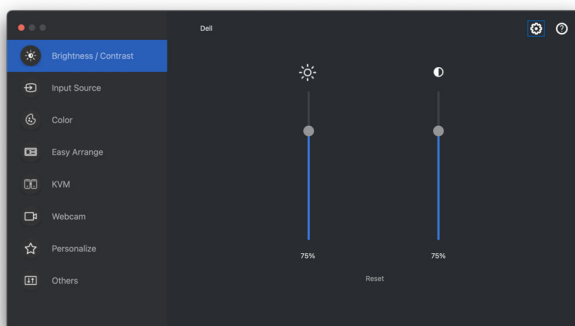 Dell
Brightness / Contrast
Input Source
Color
Easy Arrange
KVM
Webcam
Personalize
Others
75%
75%
Reset